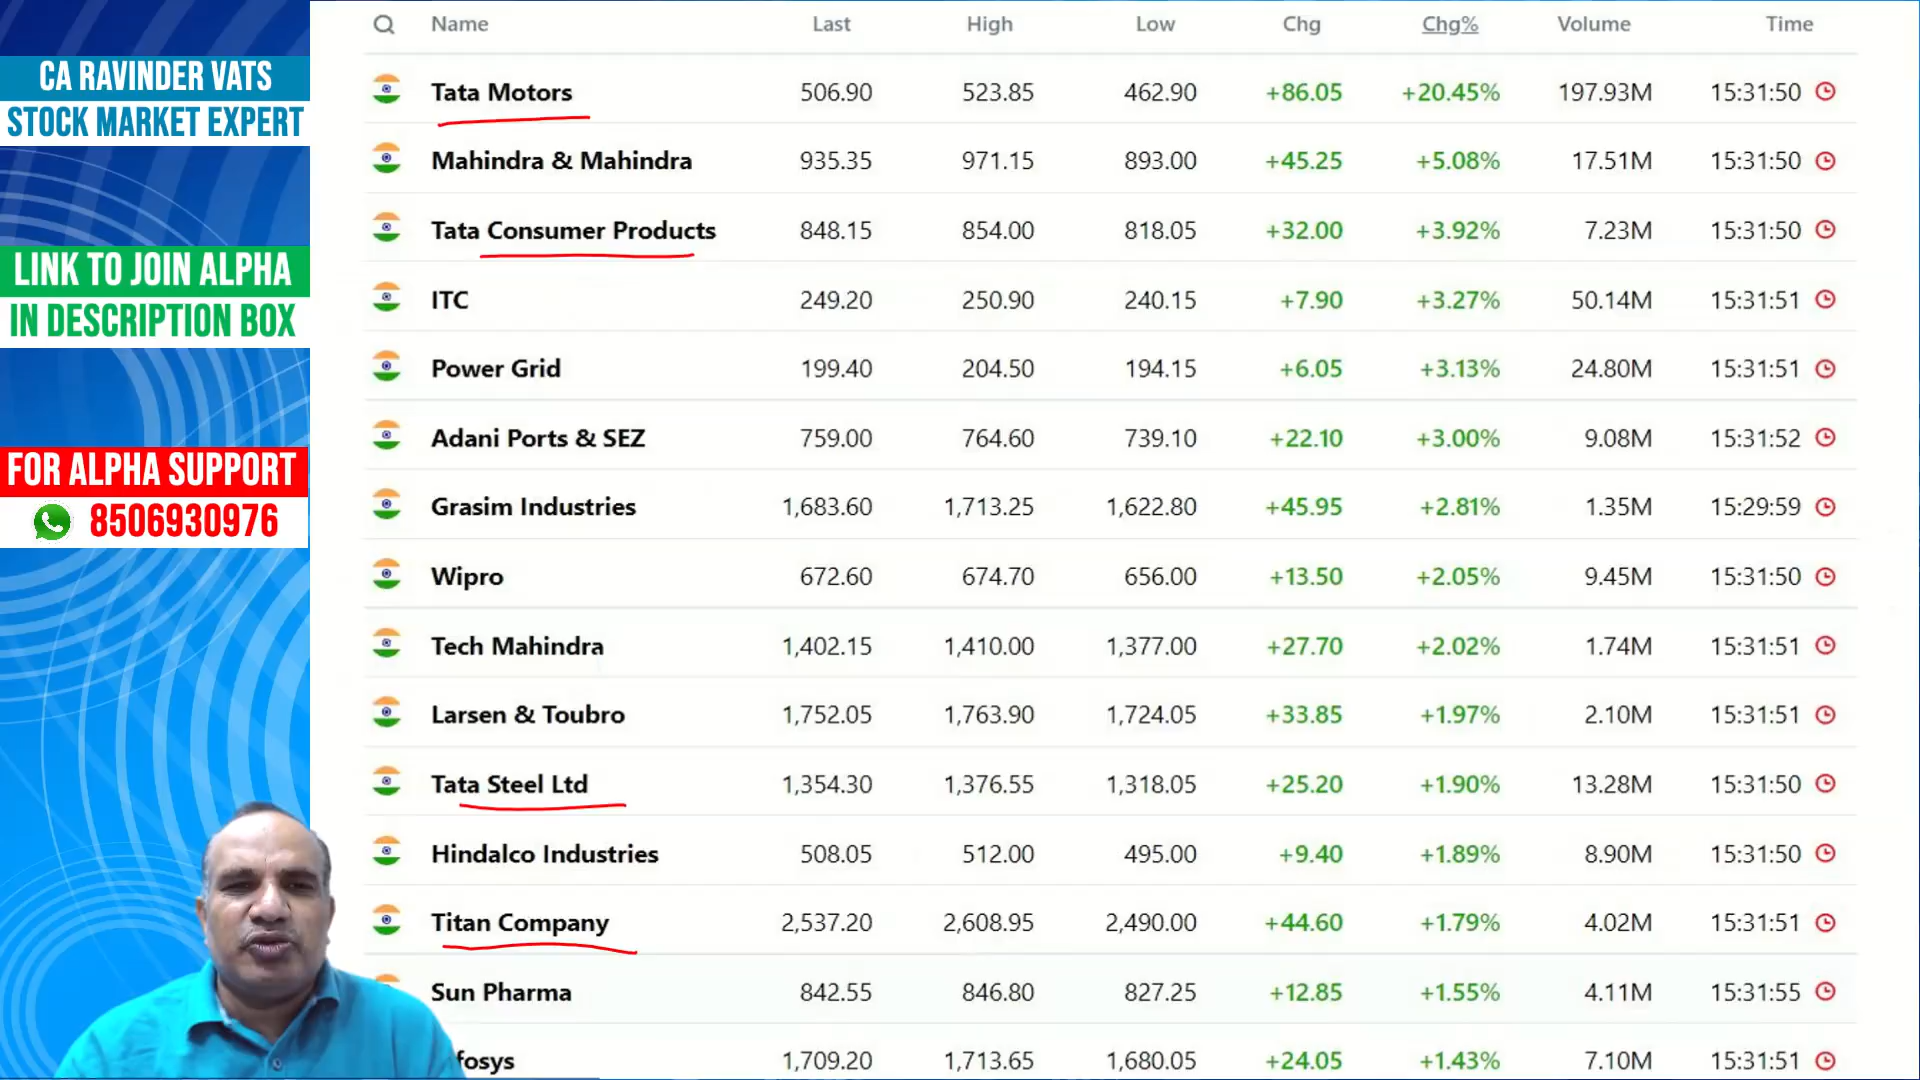 CA RAVINDER VATS
STOCK MARKET EXPERT
LINK TO JOIN ALPHA
IN DESCRIPTION BOX
FOR ALPHA SUPPORT
8506930976
Name Last High Low Chg Chg% Volume Time
Tata Motors 506.90 523.85 462.90 +86.05 +20.45% 197.93M 15:31:50
Mahindra & Mahindra 935.35 971.15 893.00 +45.25 +5.08% 17.51M 15:31:50
Tata Consumer Products 848.15 854.00 818.05 +32.00 +3.92% 7.23M 15:31:50
ITC 249.20 250.90 240.15 +7.90 +3.27% 50.14M 15:31:51
Power Grid 199.40 204.50 194.15 +6.05 +3.13% 24.80M 15:31:51
Adani Ports & SEZ 759.00 764.60 739.10 +22.10 +3.00% 9.08M 15:31:52
Grasim Industries 1,683.60 1,713.25 1,622.80 +45.95 +2.81% 1.35M 15:29:59
Wipro 672.60 674.70 656.00 +13.50 +2.05% 9.45M 15:31:50
Tech Mahindra 1,402.15 1,410.00 1,377.00 +27.70 +2.02% 1.74M 15:31:51
Larsen & Toubro 1,752.05 1,763.90 1,724.05 +33.85 +1.97% 2.10M 15:31:51
Tata Steel Ltd 1,354.30 1,376.55 1,318.05 +25.20 +1.90% 13.28M 15:31:50
Hindalco Industries 508.05 512.00 495.00 +9.40 +1.89% 8.90M 15:31:50
Titan Company 2,537.20 2,608.95 2,490.00 +44.60 +1.79% 4.02M 15:31:51
Sun Pharma 842.55 846.80 827.25 +12.85 +1.55% 4.11M 15:31:55
fosys 1,709.20 1,713.65 1,680.05 +24.05 +1.43% 7.10M 15:31:51